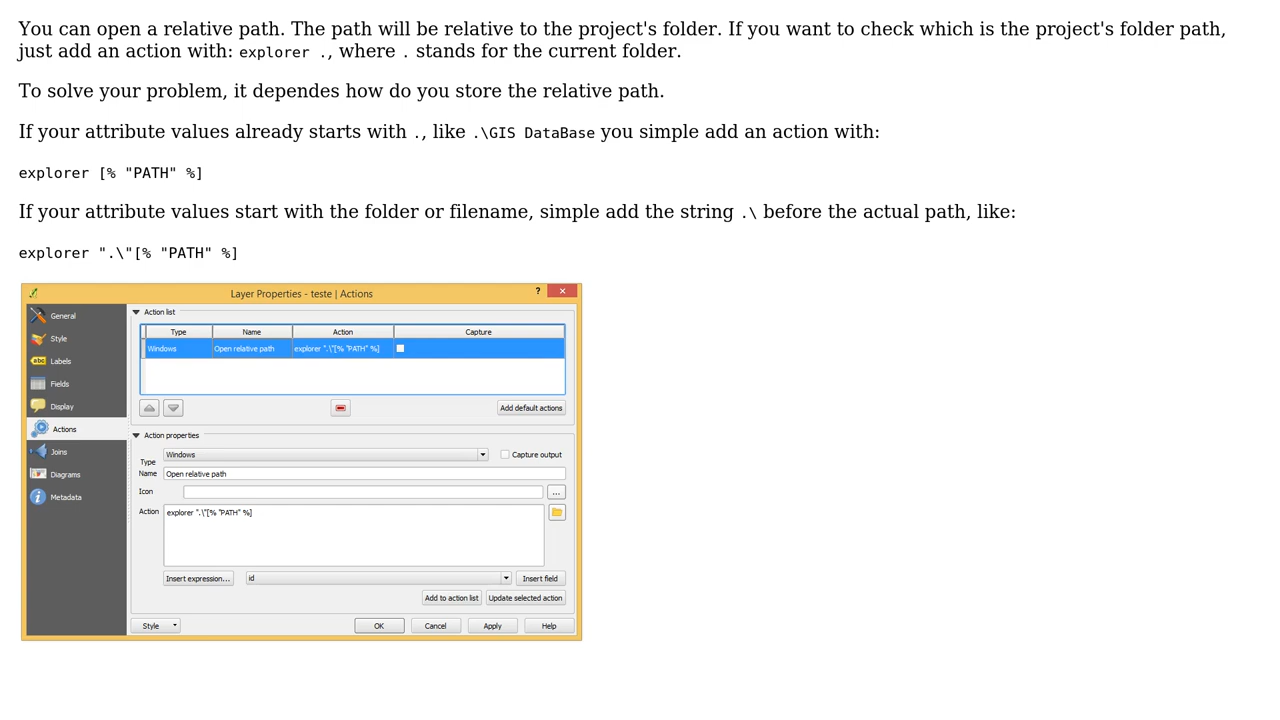 You can open a relative path. The path will be relative to the project's folder. If you want to check which is the project's folder path,
just add an action with: explorer ., where . stands for the current folder.
To solve your problem, it dependes how do you store the relative path.
If your attribute values already starts with ., like .\GIS DataBase you simple add an action with:
explorer [% "PATH" %]
If your attribute values start with the folder or filename, simple add the string .\ before the actual path, like:
explorer ".\"[% "PATH" %]
Layer Properties - teste | Actions
?
General
Style
abc Labels
Fields
Display
Actions
Joins
Diagrams
Metadata
Action list
Type Name Action Capture
Windows Open relative path explorer ".\"[% "PATH" %]
Add default actions
Action properties
Type Windows Capture output
Name Open relative path
Icon ...
Action explorer ".\"[% "PATH" %]
Insert expression... id Insert field
Add to action list Update selected action
Style OK Cancel Apply Help